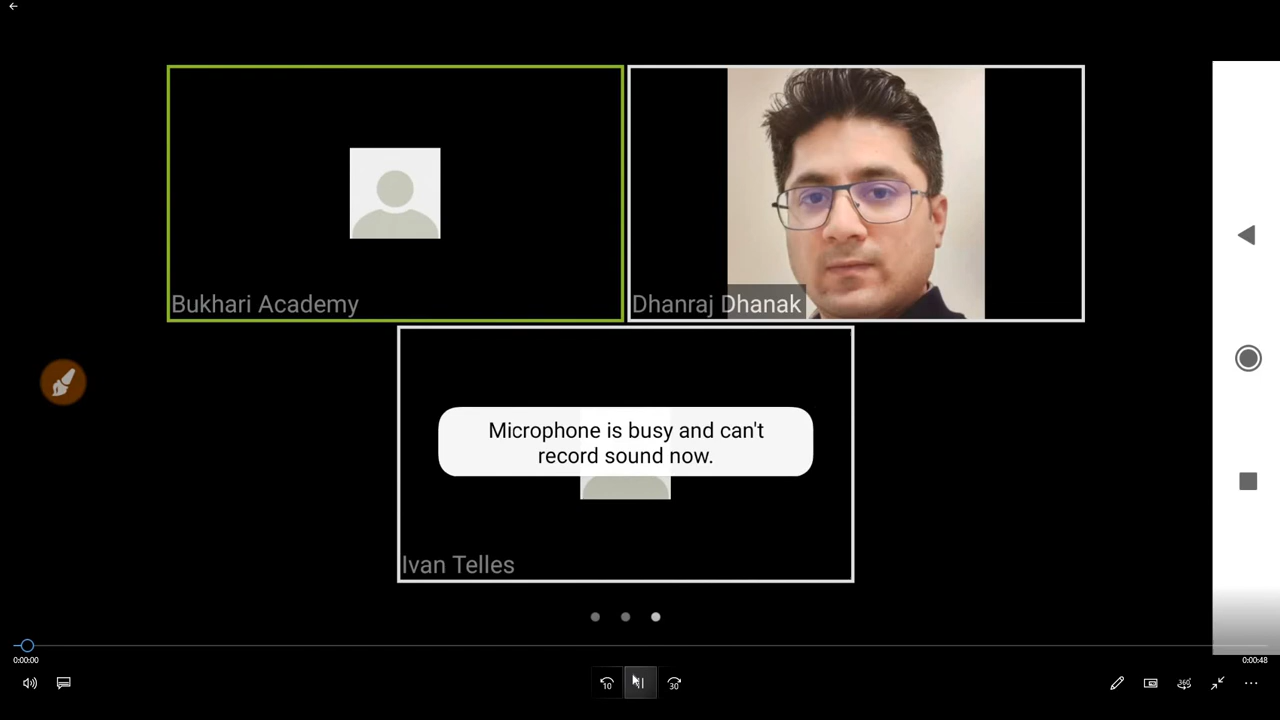 Bukhari Academy
Dhanraj Dhanak
Microphone is busy and can't
record sound now.
Ivan Telles
0:00:00
0:00:48
10
30
360